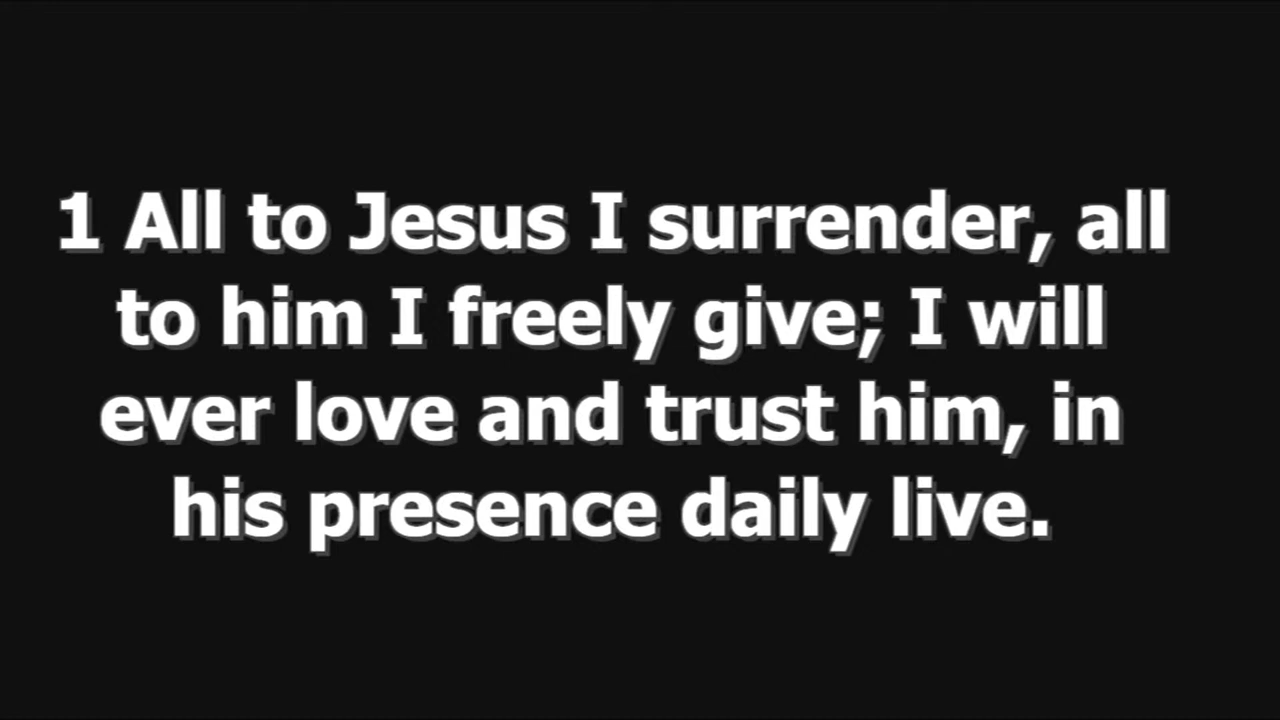 1 All to Jesus I surrender, all
to him I freely give; I will
ever love and trust him, in
his presence daily live.